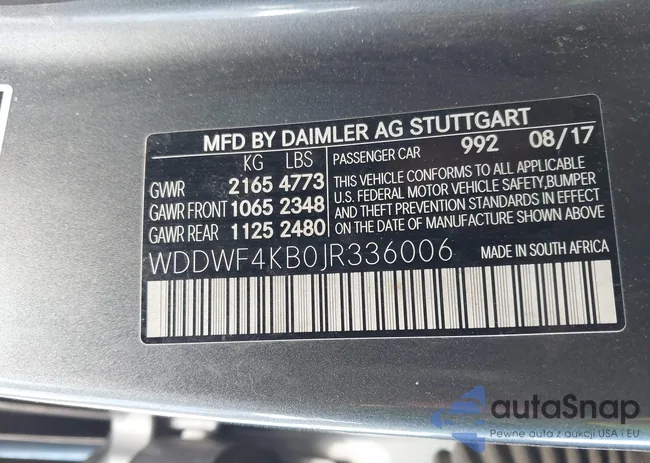 MFD BY DAIMLER AG STUTTGART
KG LBS
GVWR 2165 4773
GAWR FRONT 1065 2348
GAWR REAR 1125 2480
PASSENGER CAR 992 08/17
THIS VEHICLE CONFORMS TO ALL APPLICABLE
U.S. FEDERAL MOTOR VEHICLE SAFETY,BUMPER
AND THEFT PREVENTION STANDARDS IN EFFECT
ON THE DATE OF MANUFACTURE SHOWN ABOVE
WDDWF4KB0JR336006
MADE IN SOUTH AFRICA
autaSnap
Pewne auta z aukcji USA i EU